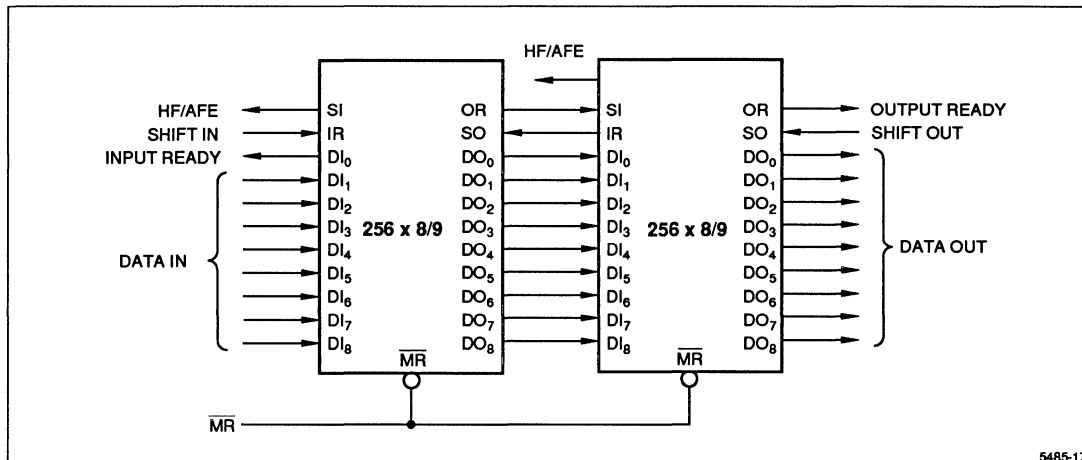 HF/AFE
HF/AFE SI OR SI OR OUTPUT READY
SHIFT IN IR SO IR SO SHIFT OUT
INPUT READY DI0 DO0 DI0 DO0
DI1 DO1 DI1 DO1
DI2 DO2 DI2 DO2
DI3 256 x 8/9 DO3 DI3 256 x 8/9 DO3
DATA IN DI4 DO4 DI4 DO4 DATA OUT
DI5 DO5 DI5 DO5
DI6 DO6 DI6 DO6
DI7 DO7 DI7 DO7
DI8 DO8 DI8 DO8
MR MR
MR
5485-17